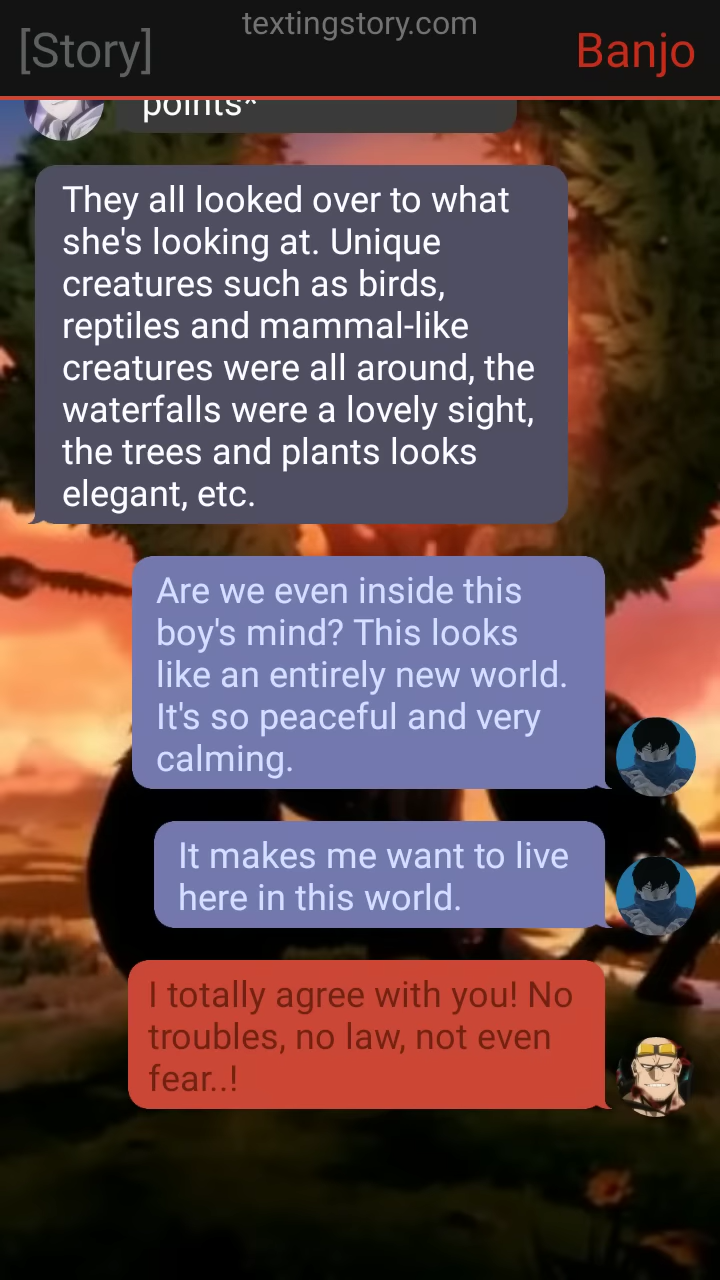 textingstory.com
[Story]
Banjo
points*
They all looked over to what
she's looking at. Unique
creatures such as birds,
reptiles and mammal-like
creatures were all around, the
waterfalls were a lovely sight,
the trees and plants looks
elegant, etc.
Are we even inside this
boy's mind? This looks
like an entirely new world.
It's so peaceful and very
calming.
It makes me want to live
here in this world.
I totally agree with you! No
troubles, no law, not even
fear..!